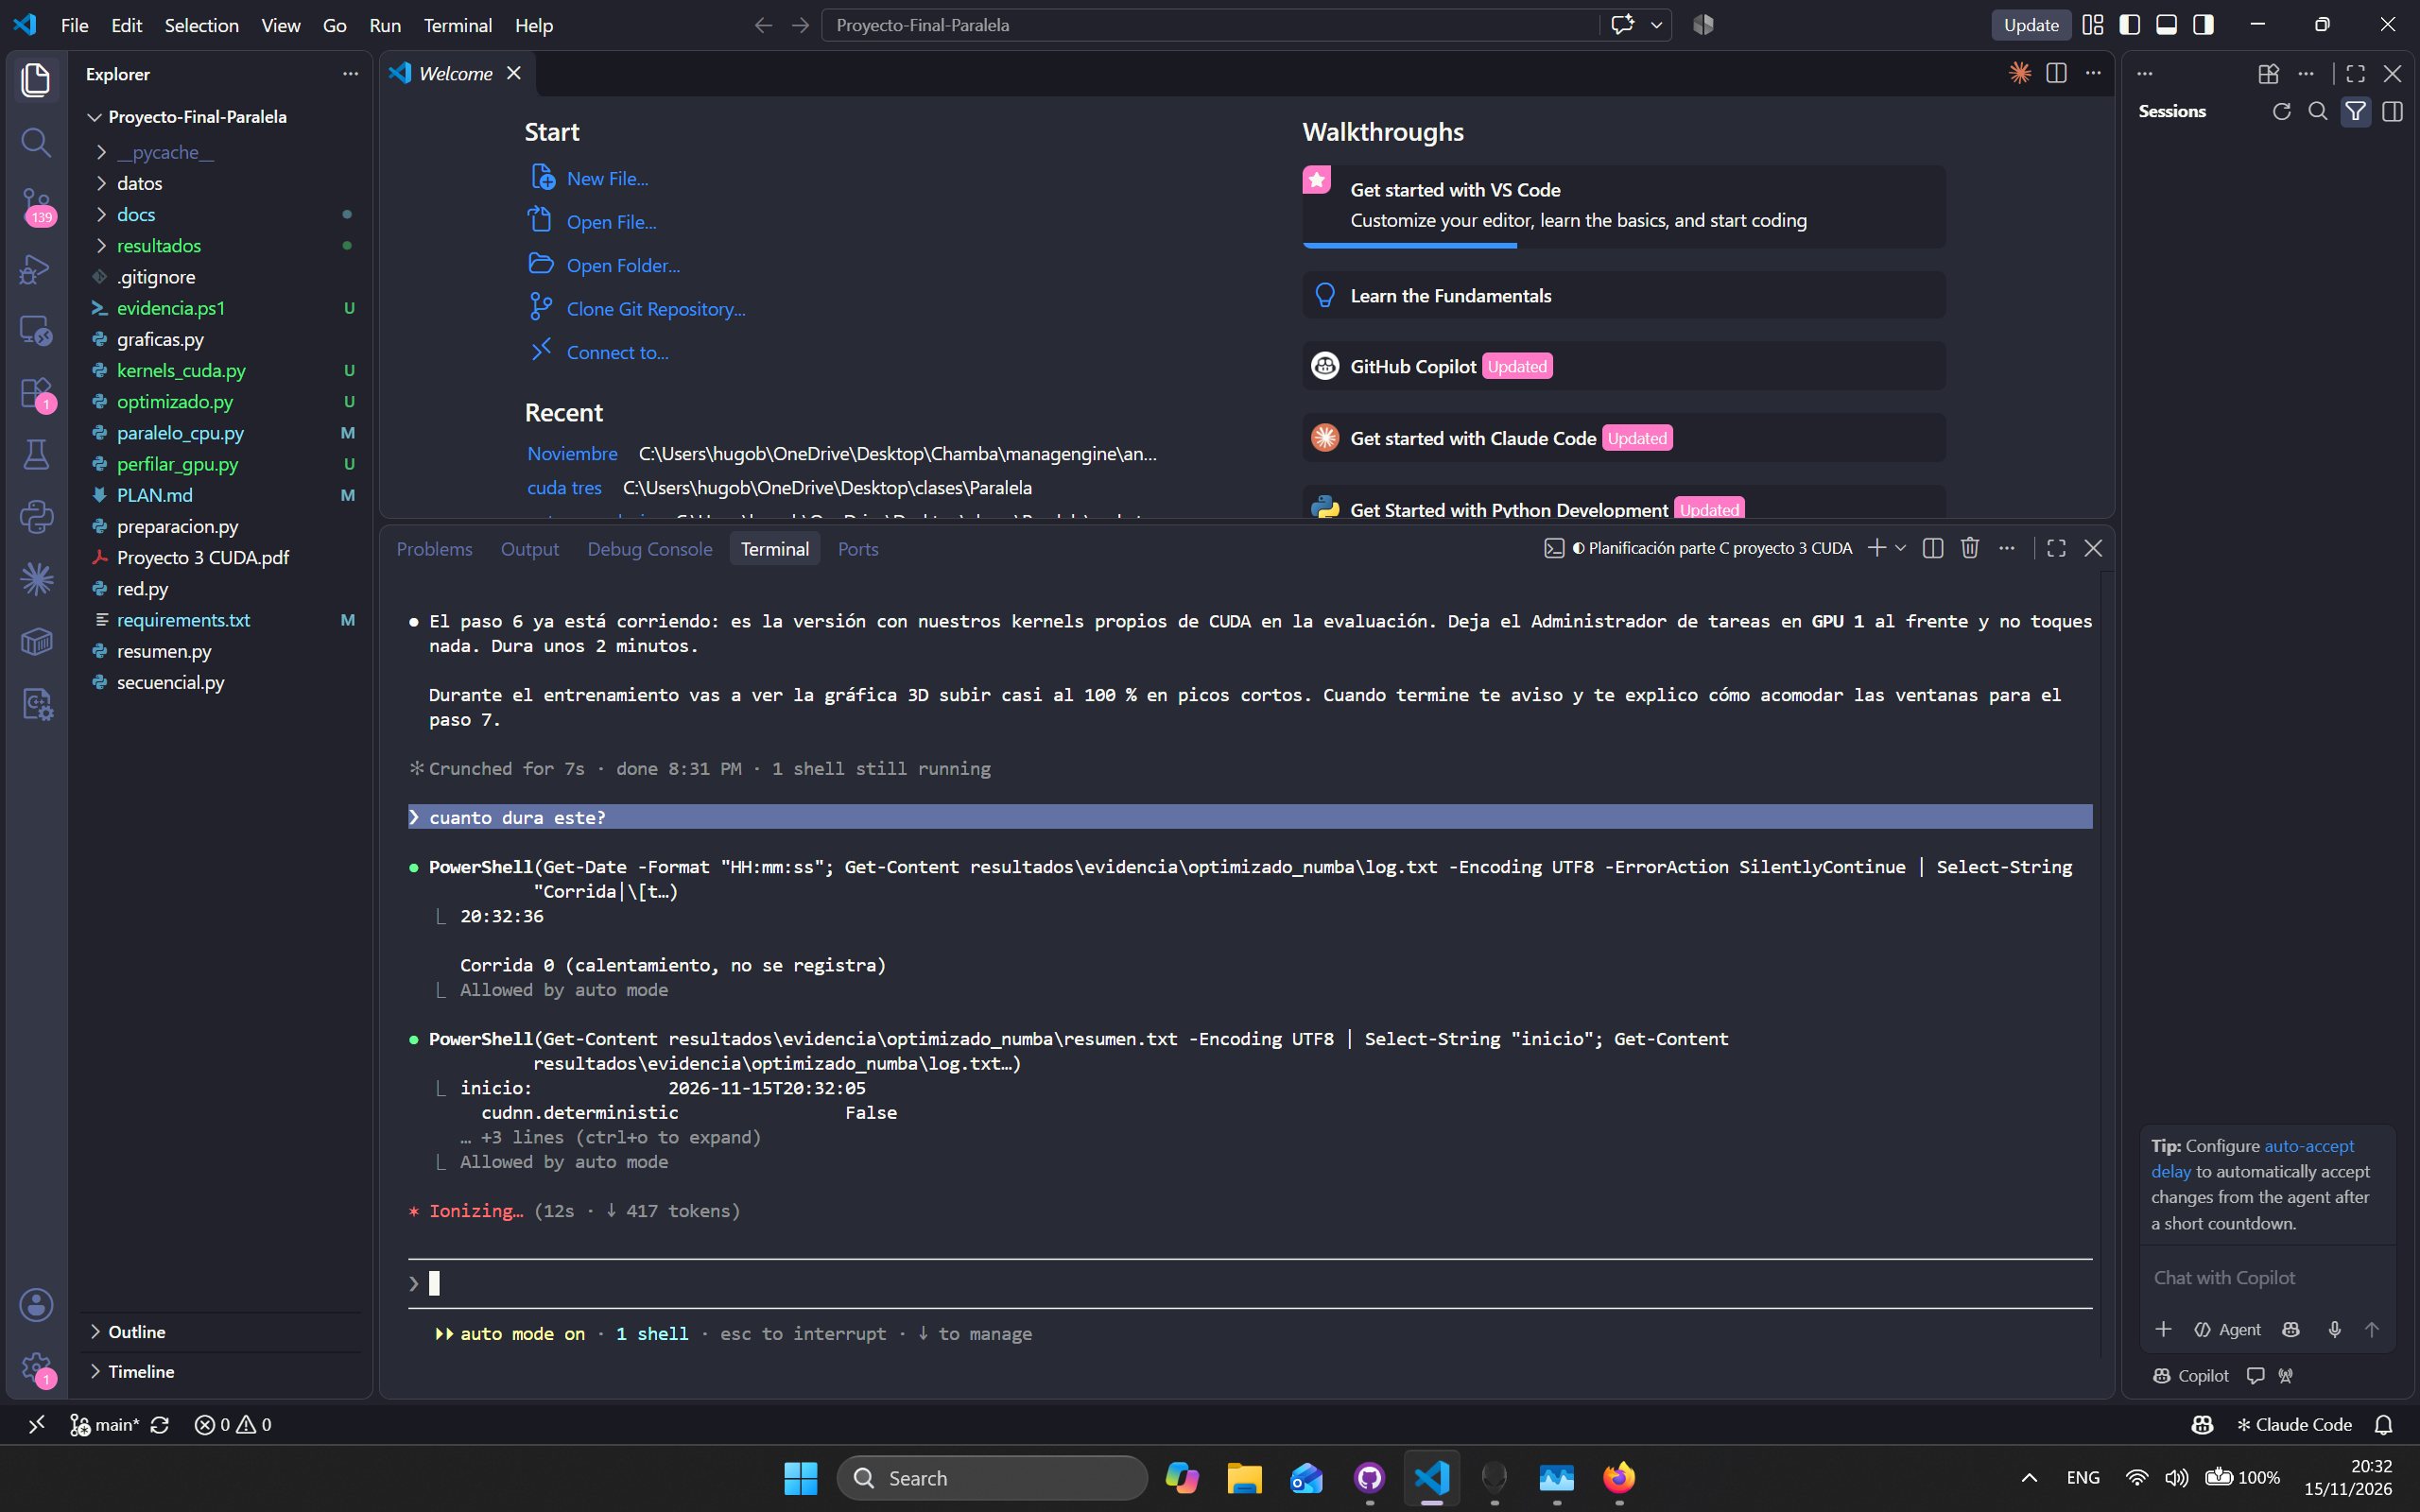 File Edit Selection View Go Run Terminal Help
Proyecto-Final-Paralela
Update
Explorer
Proyecto-Final-Paralela
__pycache__
datos
docs
resultados
.gitignore
evidencia.ps1 U
graficas.py
kernels_cuda.py U
optimizado.py U
paralelo_cpu.py M
perfilar_gpu.py U
PLAN.md M
preparacion.py
Proyecto 3 CUDA.pdf
red.py
requirements.txt M
resumen.py
secuencial.py
139
1
Outline
Timeline
1
Welcome
Start
New File...
Open File...
Open Folder...
Clone Git Repository...
Connect to...
Recent
Noviembre C:\Users\hugob\OneDrive\Desktop\Chamba\managengine\an...
cuda tres C:\Users\hugob\OneDrive\Desktop\clases\Paralela
Walkthroughs
Get started with VS Code
Customize your editor, learn the basics, and start coding
Learn the Fundamentals
GitHub Copilot Updated
Get started with Claude Code Updated
Get Started with Python Development Updated
Problems Output Debug Console Terminal Ports
Planificación parte C proyecto 3 CUDA
● El paso 6 ya está corriendo: es la versión con nuestros kernels propios de CUDA en la evaluación. Deja el Administrador de tareas en GPU 1 al frente y no toques
nada. Dura unos 2 minutos.
Durante el entrenamiento vas a ver la gráfica 3D subir casi al 100 % en picos cortos. Cuando termine te aviso y te explico cómo acomodar las ventanas para el
paso 7.
✻ Crunched for 7s · done 8:31 PM · 1 shell still running
❯ cuanto dura este?
● PowerShell(Get-Date -Format "HH:mm:ss"; Get-Content resultados\evidencia\optimizado_numba\log.txt -Encoding UTF8 -ErrorAction SilentlyContinue | Select-String
"Corrida|\[t…)
⎿ 20:32:36
Corrida 0 (calentamiento, no se registra)
⎿ Allowed by auto mode
● PowerShell(Get-Content resultados\evidencia\optimizado_numba\resumen.txt -Encoding UTF8 | Select-String "inicio"; Get-Content
resultados\evidencia\optimizado_numba\log.txt…)
⎿ inicio: 2026-11-15T20:32:05
cudnn.deterministic False
… +3 lines (ctrl+o to expand)
⎿ Allowed by auto mode
✶ Ionizing… (12s · ↓ 417 tokens)
❯
⏵⏵ auto mode on · 1 shell · esc to interrupt · ↓ to manage
Sessions
Tip: Configure auto-accept
delay to automatically accept
changes from the agent after
a short countdown.
Chat with Copilot
Agent
Copilot
main* 0 0
Claude Code
Search
ENG
100%
20:32
15/11/2026